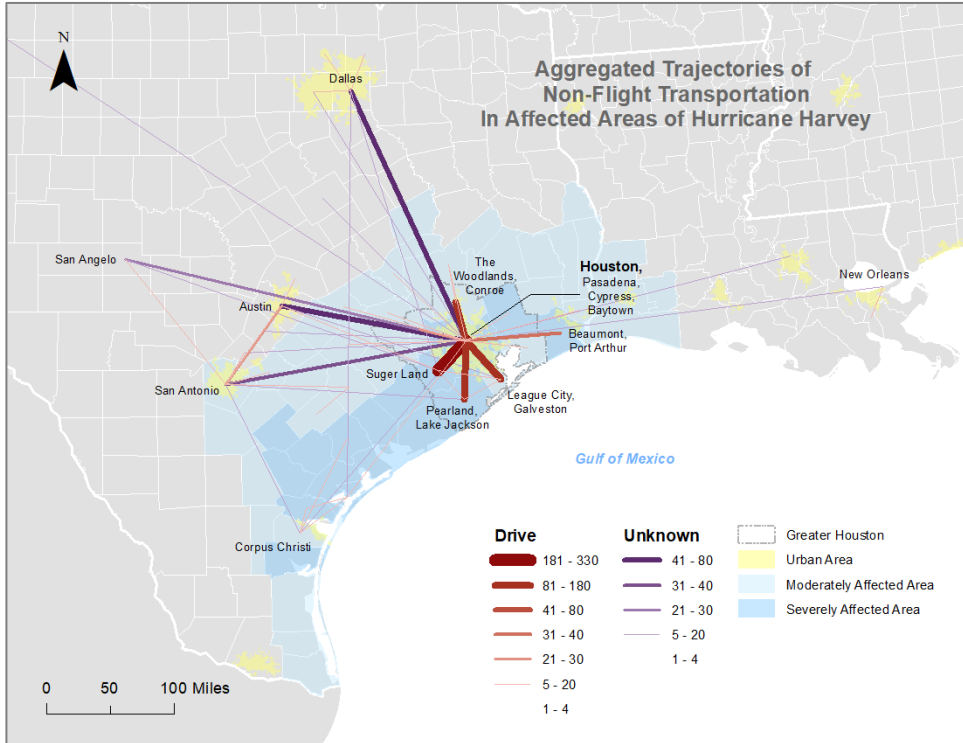 N
Aggregated Trajectories of
Non-Flight Transportation
In Affected Areas of Hurricane Harvey
Dallas
San Angelo
The
Woodlands,
Conroe
Houston,
Pasadena,
Cypress,
Baytown
New Orleans
Austin
Beaumont,
Port Arthur
Suger Land
San Antonio
League City,
Galveston
Pearland,
Lake Jackson
Gulf of Mexico
Corpus Christi
Drive
181 - 330
81 - 180
41 - 80
31 - 40
21 - 30
5 - 20
1 - 4
Unknown
41 - 80
31 - 40
21 - 30
5 - 20
1 - 4
Greater Houston
Urban Area
Moderately Affected Area
Severely Affected Area
0 50 100 Miles